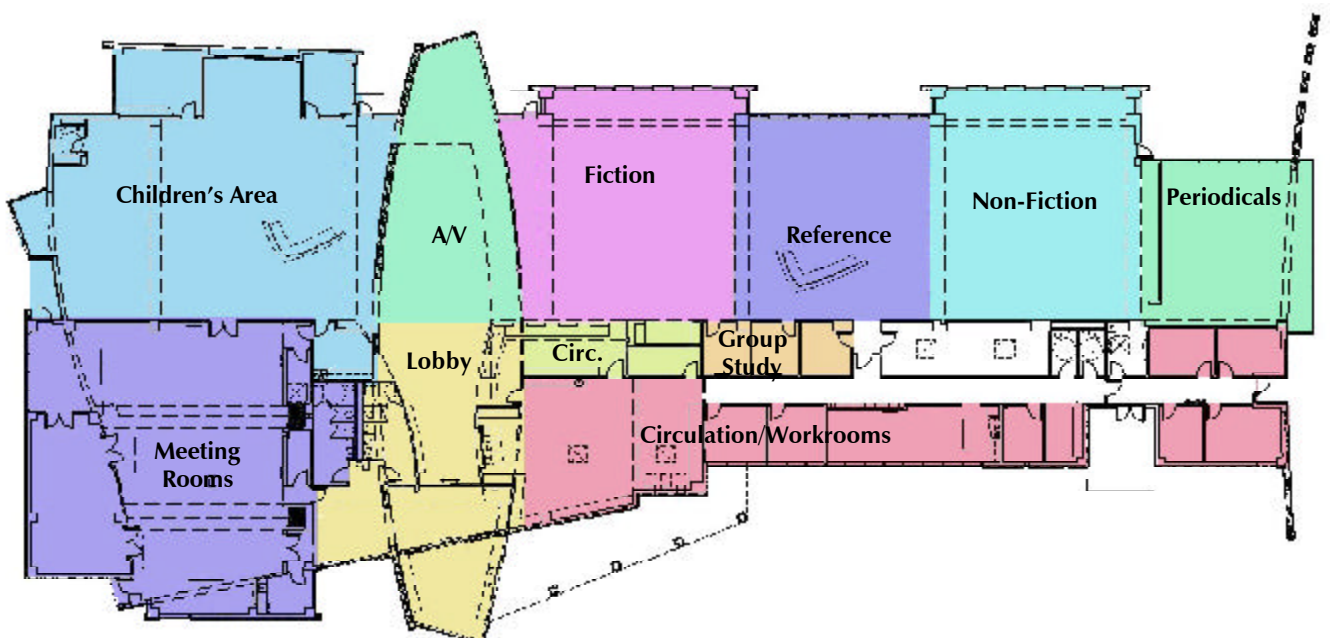 Children's Area
A/V
Fiction
Reference
Non-Fiction
Periodicals
Lobby
Circ.
Group
Study
Meeting
Rooms
Circulation/Workrooms